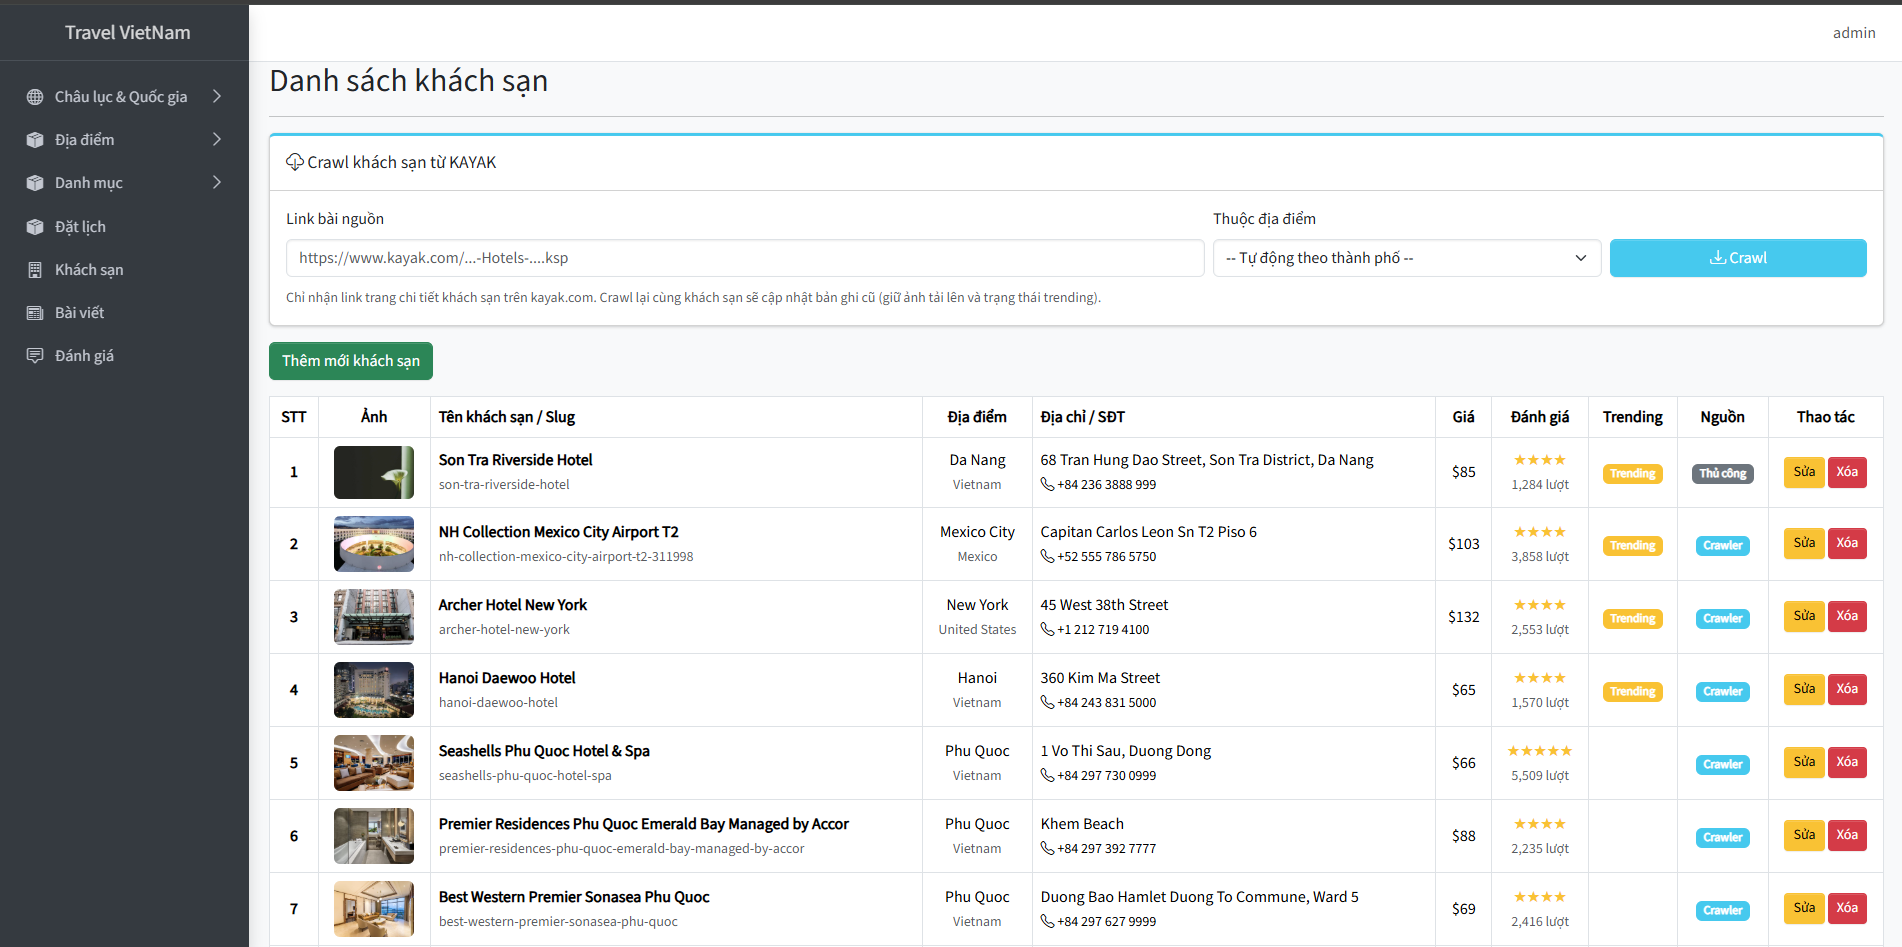 Travel VietNam
admin
Châu lục & Quốc gia
Địa điểm
Danh mục
Đặt lịch
Khách sạn
Bài viết
Đánh giá
Danh sách khách sạn
Crawl khách sạn từ KAYAK
Link bài nguồn
Thuộc địa điểm
https://www.kayak.com/...-Hotels-....ksp
-- Tự động theo thành phố --
Crawl
Chỉ nhận link trang chi tiết khách sạn trên kayak.com. Crawl lại cùng khách sạn sẽ cập nhật bản ghi cũ (giữ ảnh tải lên và trạng thái trending).
Thêm mới khách sạn
STT Ảnh Tên khách sạn / Slug Địa điểm Địa chỉ / SĐT Giá Đánh giá Trending Nguồn Thao tác
1 Son Tra Riverside Hotel Da Nang 68 Tran Hung Dao Street, Son Tra District, Da Nang $85 ★★★★ Trending Thủ công Sửa Xóa
son-tra-riverside-hotel Vietnam +84 236 3888 999 1,284 lượt
2 NH Collection Mexico City Airport T2 Mexico City Capitan Carlos Leon Sn T2 Piso 6 $103 ★★★★ Trending Crawler Sửa Xóa
nh-collection-mexico-city-airport-t2-311998 Mexico +52 555 786 5750 3,858 lượt
3 Archer Hotel New York New York 45 West 38th Street $132 ★★★★ Trending Crawler Sửa Xóa
archer-hotel-new-york United States +1 212 719 4100 2,553 lượt
4 Hanoi Daewoo Hotel Hanoi 360 Kim Ma Street $65 ★★★★ Trending Crawler Sửa Xóa
hanoi-daewoo-hotel Vietnam +84 243 831 5000 1,570 lượt
5 Seashells Phu Quoc Hotel & Spa Phu Quoc 1 Vo Thi Sau, Duong Dong $66 ★★★★★ Crawler Sửa Xóa
seashells-phu-quoc-hotel-spa Vietnam +84 297 730 0999 5,509 lượt
6 Premier Residences Phu Quoc Emerald Bay Managed by Accor Phu Quoc Khem Beach $88 ★★★★ Crawler Sửa Xóa
premier-residences-phu-quoc-emerald-bay-managed-by-accor Vietnam +84 297 392 7777 2,235 lượt
7 Best Western Premier Sonasea Phu Quoc Phu Quoc Duong Bao Hamlet Duong To Commune, Ward 5 $69 ★★★★ Crawler Sửa Xóa
best-western-premier-sonasea-phu-quoc Vietnam +84 297 627 9999 2,416 lượt